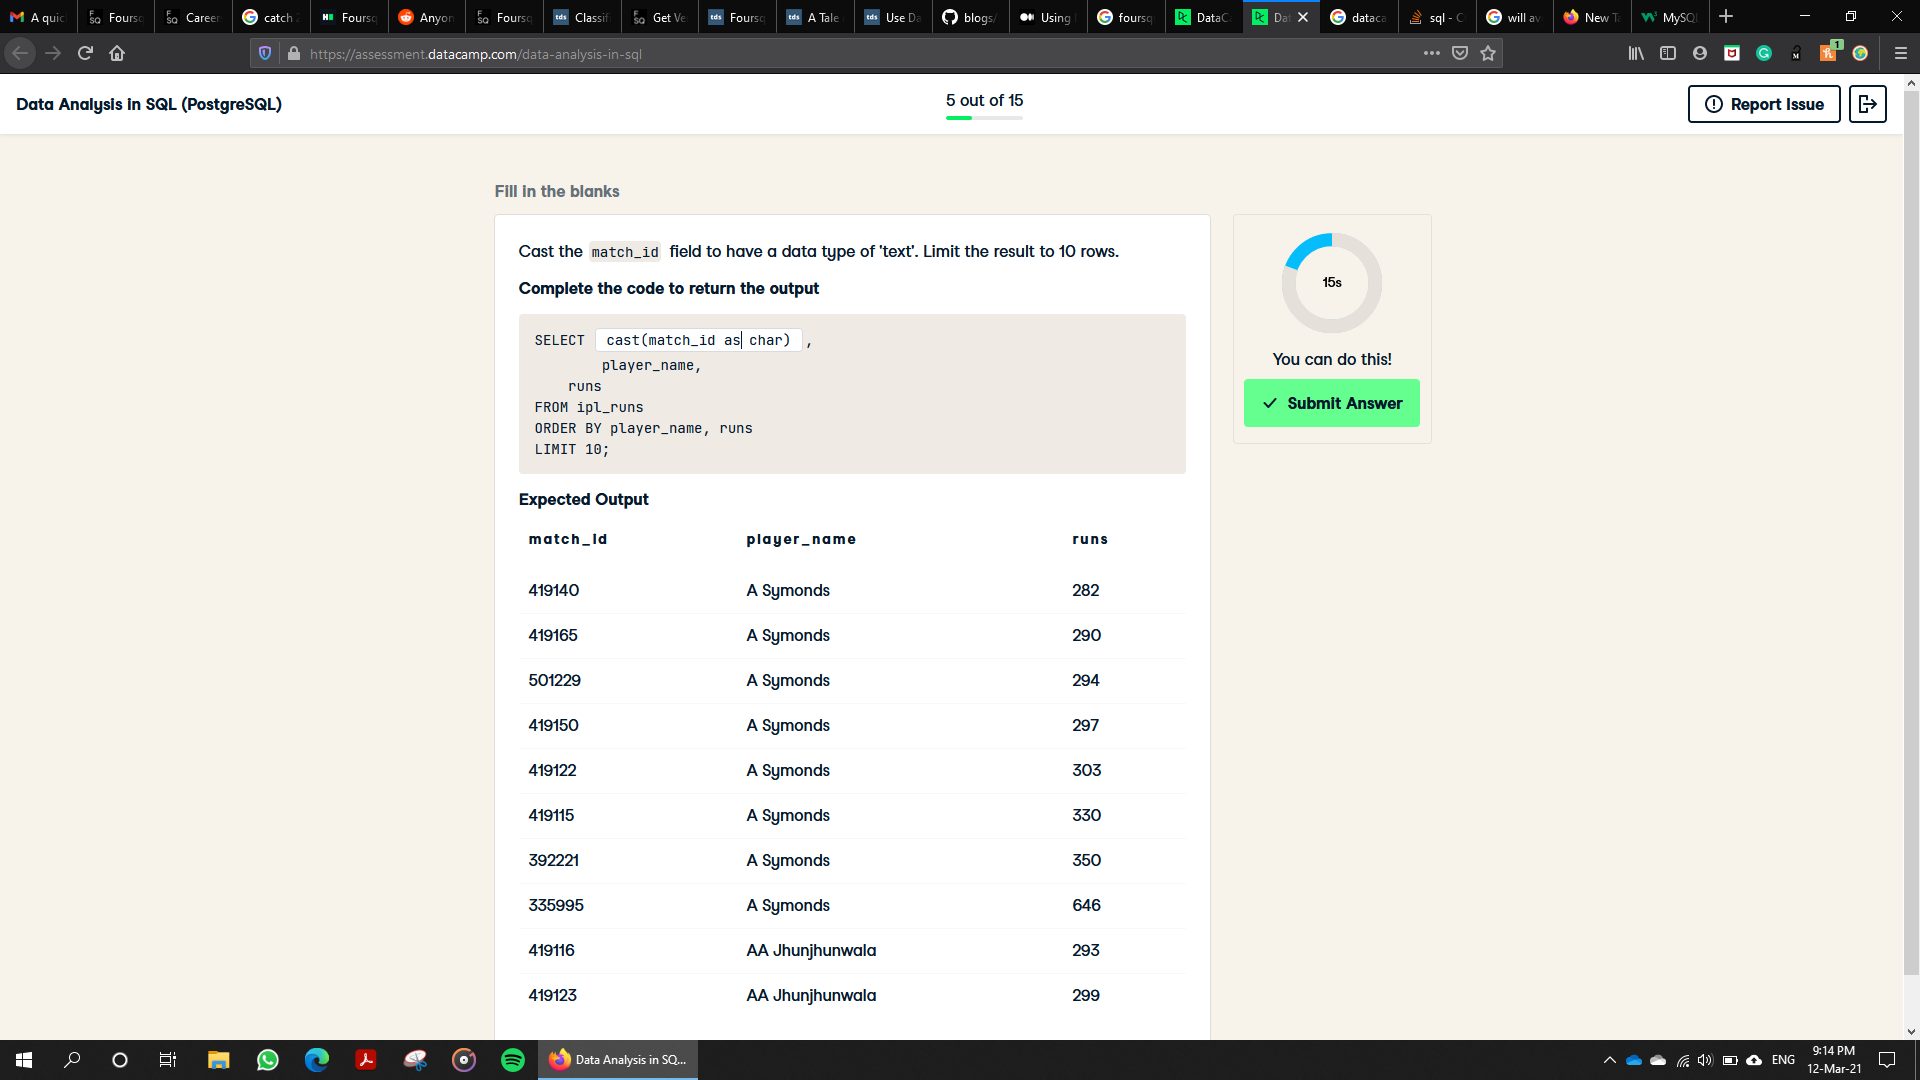 A quic
Foursq
Career
catch 2
Foursq
Anyon
Foursq
Classif
Get Ve
Foursq
A Tale
Use Da
blogs/
Using
foursq
DataC
Dat
dataca
sql - C
will av
New Ta
MySQL
https://assessment.datacamp.com/data-analysis-in-sql
Data Analysis in SQL (PostgreSQL)
5 out of 15
Report Issue
Fill in the blanks
Cast the match_id field to have a data type of 'text'. Limit the result to 10 rows.
Complete the code to return the output
SELECT cast(match_id as char) ,
player_name,
runs
FROM ipl_runs
ORDER BY player_name, runs
LIMIT 10;
15s
You can do this!
Submit Answer
Expected Output
match_id player_name runs
419140 A Symonds 282
419165 A Symonds 290
501229 A Symonds 294
419150 A Symonds 297
419122 A Symonds 303
419115 A Symonds 330
392221 A Symonds 350
335995 A Symonds 646
419116 AA Jhunjhunwala 293
419123 AA Jhunjhunwala 299
Data Analysis in SQ...
ENG
9:14 PM
12-Mar-21